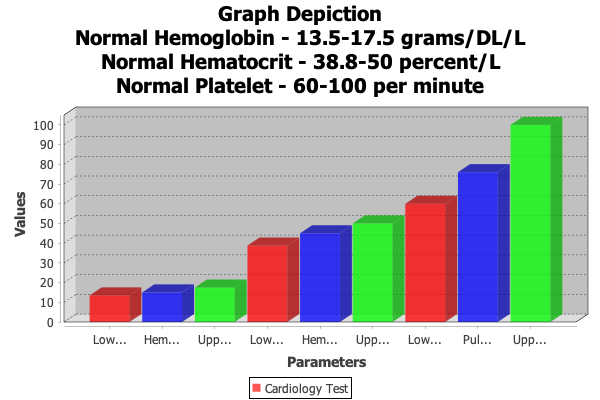 Graph Depiction
Normal Hemoglobin - 13.5-17.5 grams/DL/L
Normal Hematocrit - 38.8-50 percent/L
Normal Platelet - 60-100 per minute
100
90
80
70
60
50
40
30
20
10
0
Values
Low... Hem... Upp... Low... Hem... Upp... Low... Pul... Upp...
Parameters
Cardiology Test